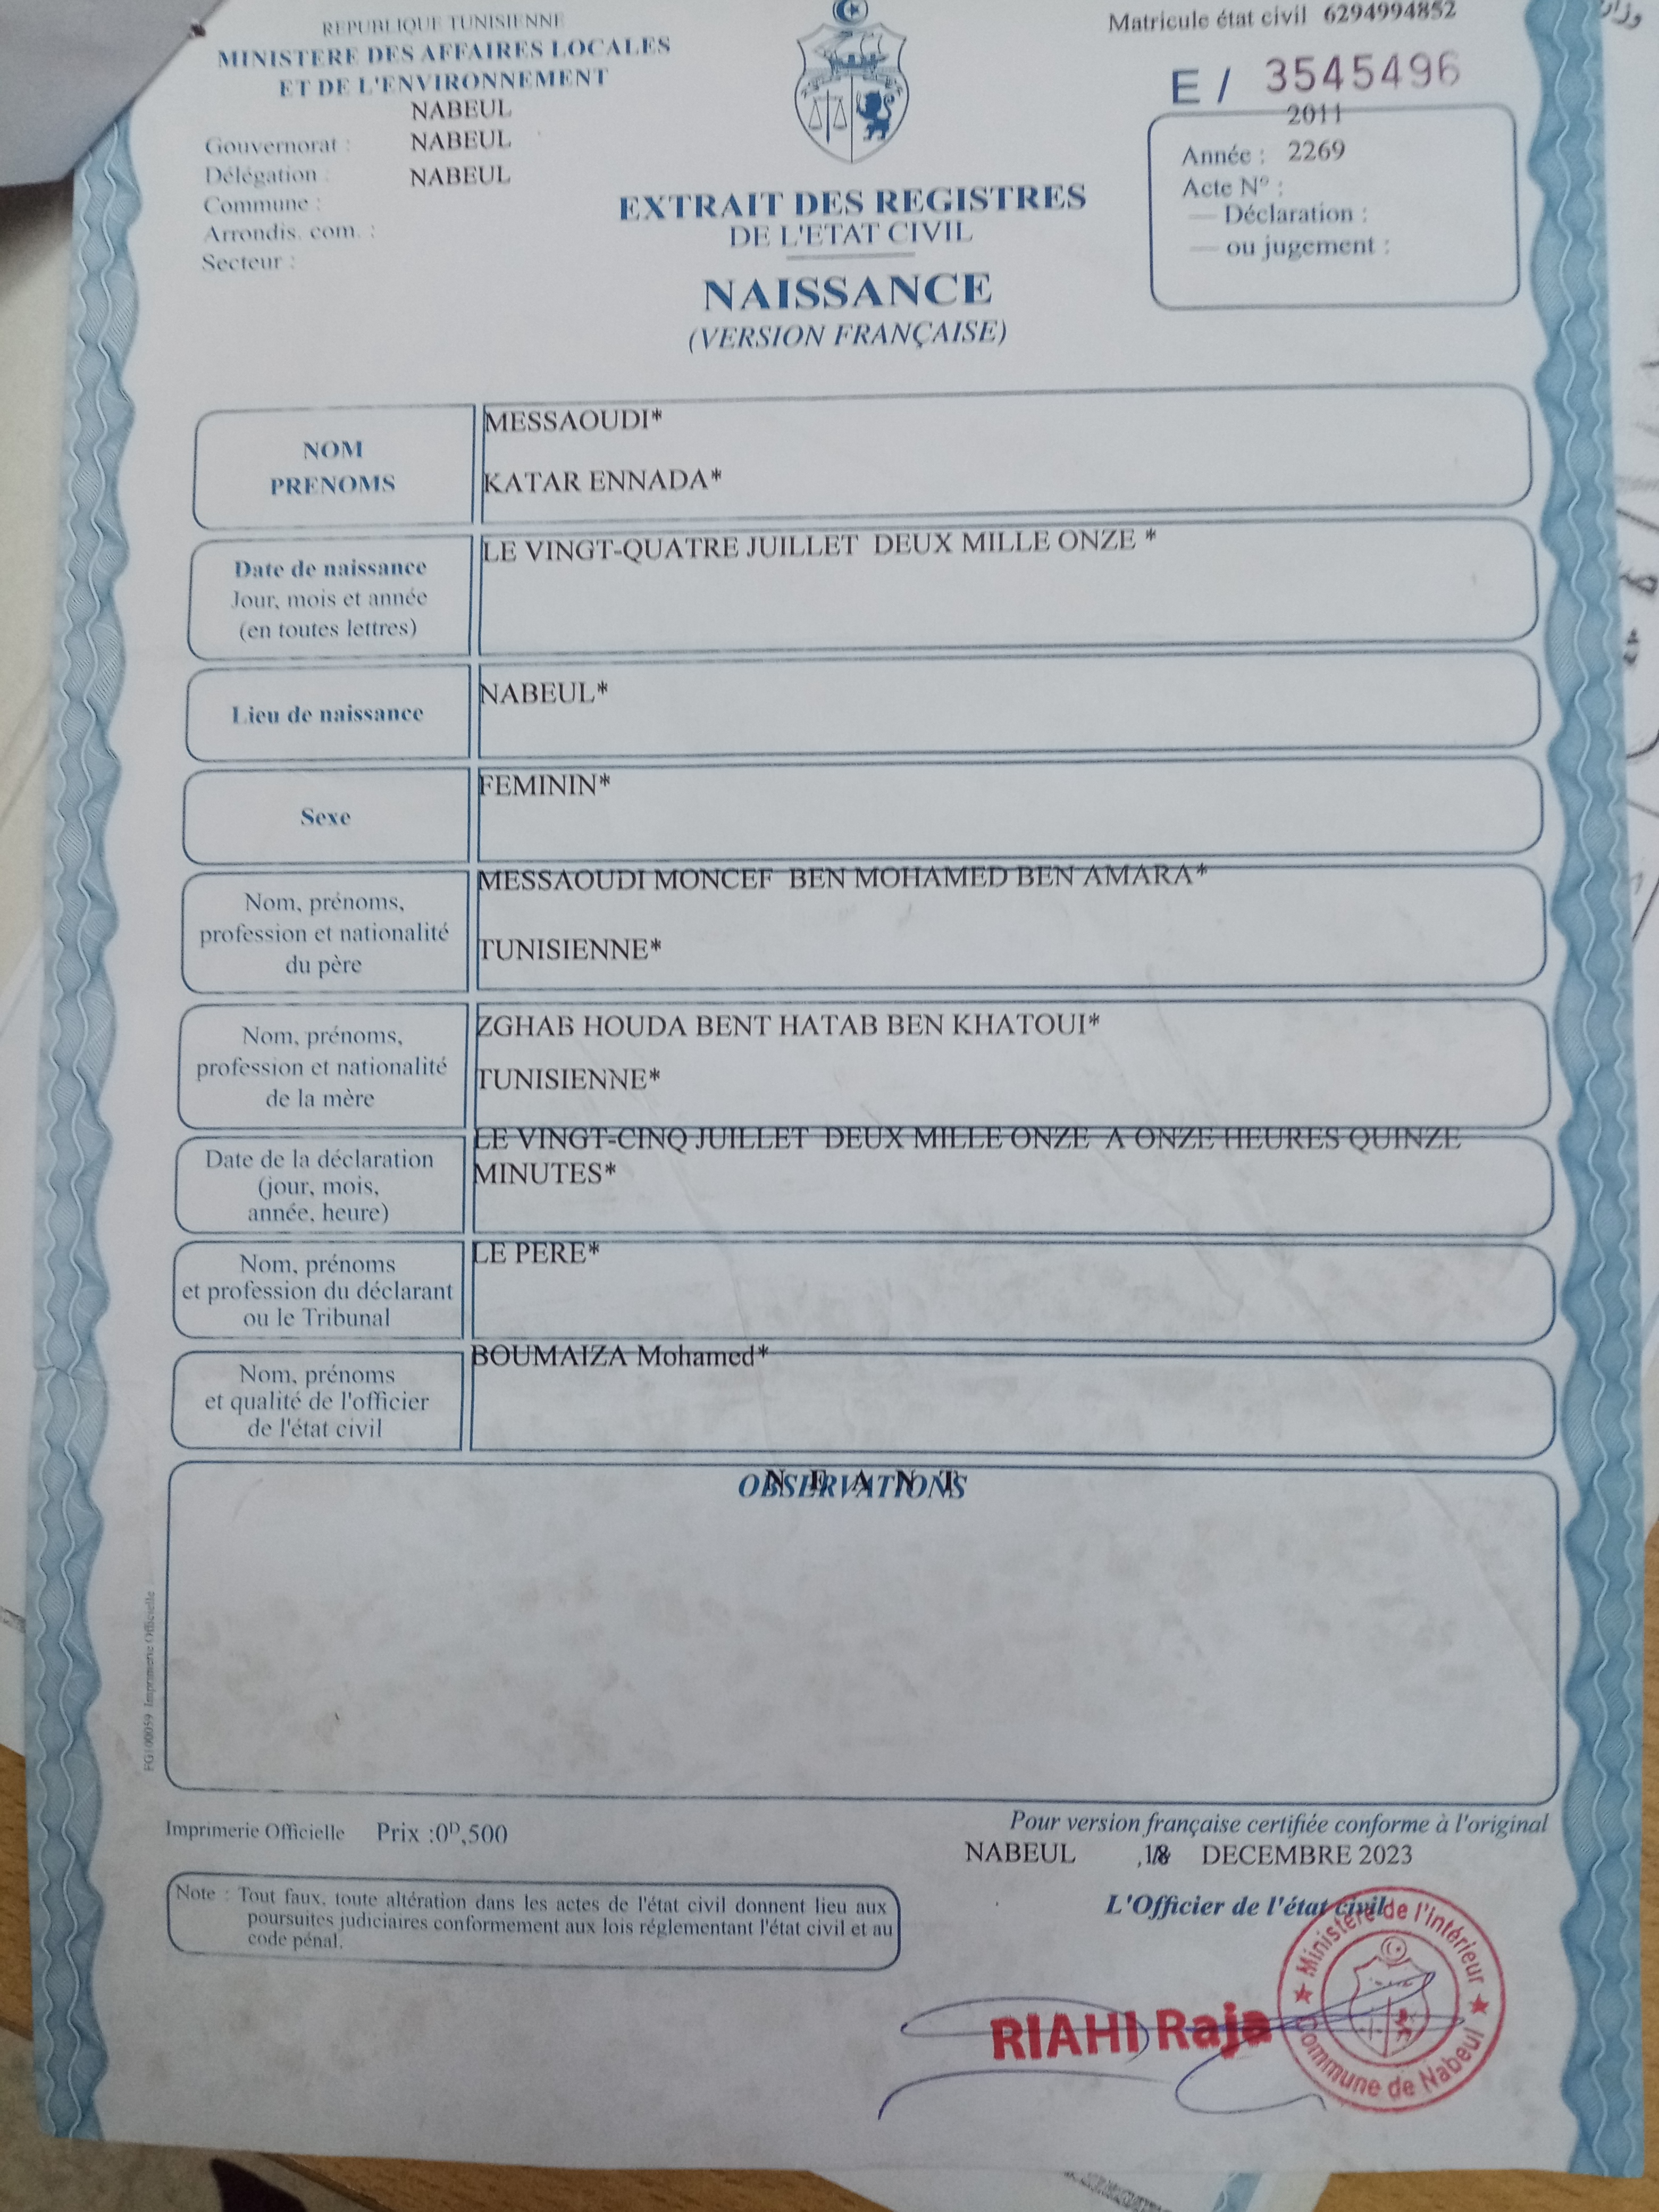 REPUBLIQUE TUNISIENNE
MINISTERE DES AFFAIRES LOCALES
ET DE L'ENVIRONNEMENT
NABEUL
Gouvernorat : NABEUL
Délégation : NABEUL
Commune :
Arrondis. com. :
Secteur :
Matricule état civil 6294994852
E / 3545496
2011
Année : 2269
Acte N° :
— Déclaration :
— ou jugement :
EXTRAIT DES REGISTRES
DE L'ETAT CIVIL
NAISSANCE
(VERSION FRANÇAISE)
NOM
PRENOMS
MESSAOUDI*
KATAR ENNADA*
Date de naissance
Jour, mois et année
(en toutes lettres)
LE VINGT-QUATRE JUILLET DEUX MILLE ONZE *
Lieu de naissance
NABEUL*
Sexe
FEMININ*
Nom, prénoms,
profession et nationalité
du père
MESSAOUDI MONCEF BEN MOHAMED BEN AMARA*
TUNISIENNE*
Nom, prénoms,
profession et nationalité
de la mère
ZGHAB HOUDA BENT HATAB BEN KHATOUI*
TUNISIENNE*
Date de la déclaration
(jour, mois,
année, heure)
LE VINGT-CINQ JUILLET DEUX MILLE ONZE A ONZE HEURES QUINZE
MINUTES*
Nom, prénoms
et profession du déclarant
ou le Tribunal
LE PERE*
Nom, prénoms
et qualité de l'officier
de l'état civil
BOUMAIZA Mohamed*
OBSERVATIONS
N E A N T
FG100059 Imprimerie Officielle
Imprimerie Officielle Prix :0ᴰ,500
Pour version française certifiée conforme à l'original
NABEUL ,18 DECEMBRE 2023
Note : Tout faux, toute altération dans les actes de l'état civil donnent lieu aux
poursuites judiciaires conformement aux lois réglementant l'état civil et au
code pénal.
L'Officier de l'état civil
Ministère de l'intérieur
Commune de Nabeul
RIAHI Raja